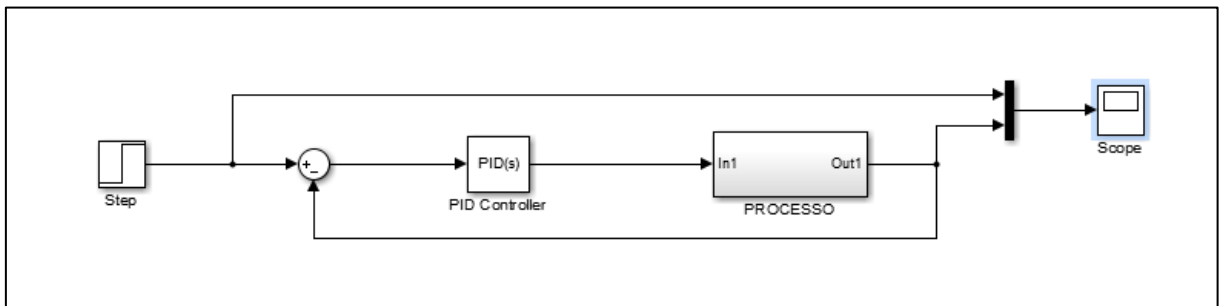 Step
+
-
PID(s)
PID Controller
In1
Out1
PROCESSO
Scope